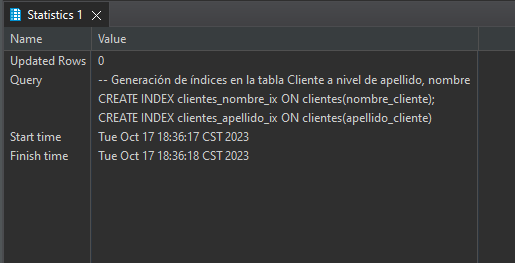 Statistics 1
Name Value
Updated Rows 0
Query -- Generación de índices en la tabla Cliente a nivel de apellido, nombre
CREATE INDEX clientes_nombre_ix ON clientes(nombre_cliente);
CREATE INDEX clientes_apellido_ix ON clientes(apellido_cliente)
Start time Tue Oct 17 18:36:17 CST 2023
Finish time Tue Oct 17 18:36:18 CST 2023